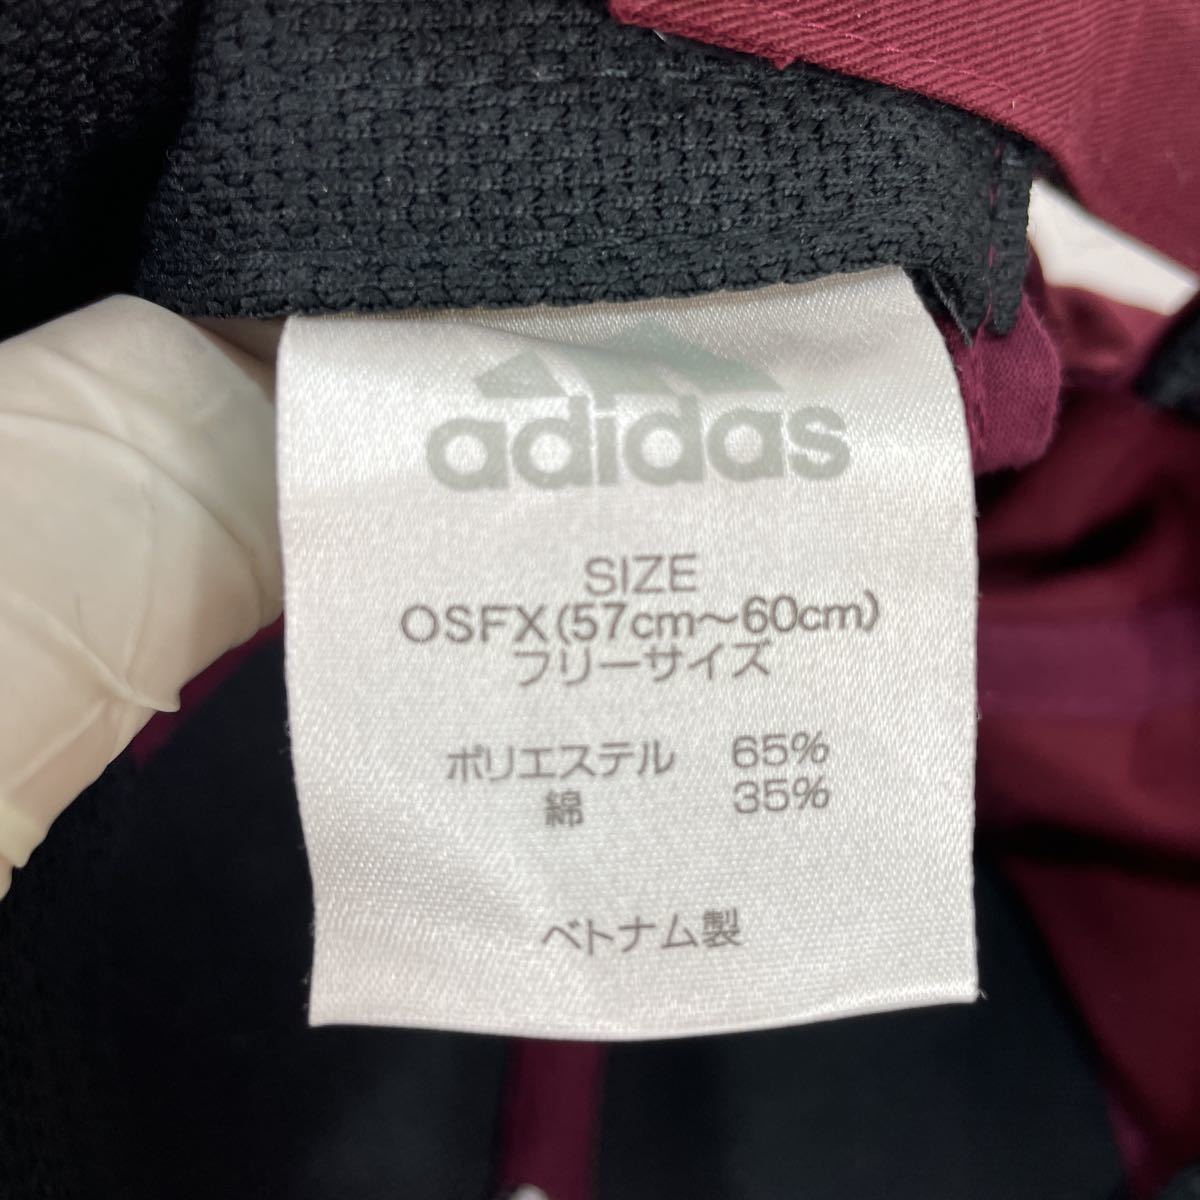 adidas
SIZE
OSFX(57cm～60cm)
フリーサイズ
ポリエステル 65%
綿 35%
ベトナム製